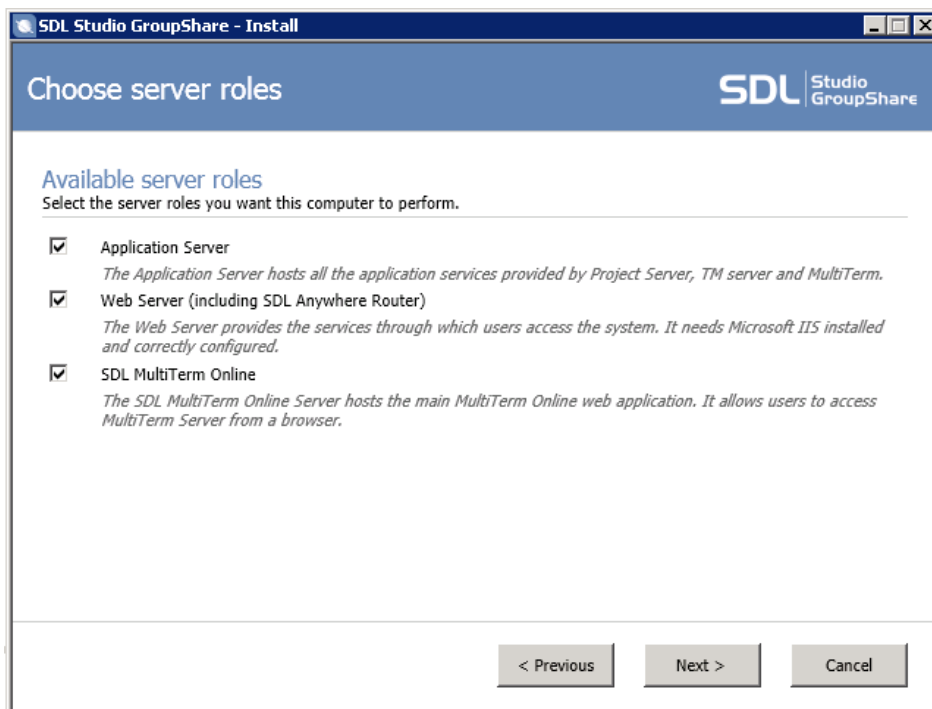 SDL Studio GroupShare - Install
Choose server roles
SDL Studio
GroupShare
Available server roles
Select the server roles you want this computer to perform.
Application Server
The Application Server hosts all the application services provided by Project Server, TM server and MultiTerm.
Web Server (including SDL Anywhere Router)
The Web Server provides the services through which users access the system. It needs Microsoft IIS installed
and correctly configured.
SDL MultiTerm Online
The SDL MultiTerm Online Server hosts the main MultiTerm Online web application. It allows users to access
MultiTerm Server from a browser.
< Previous Next > Cancel